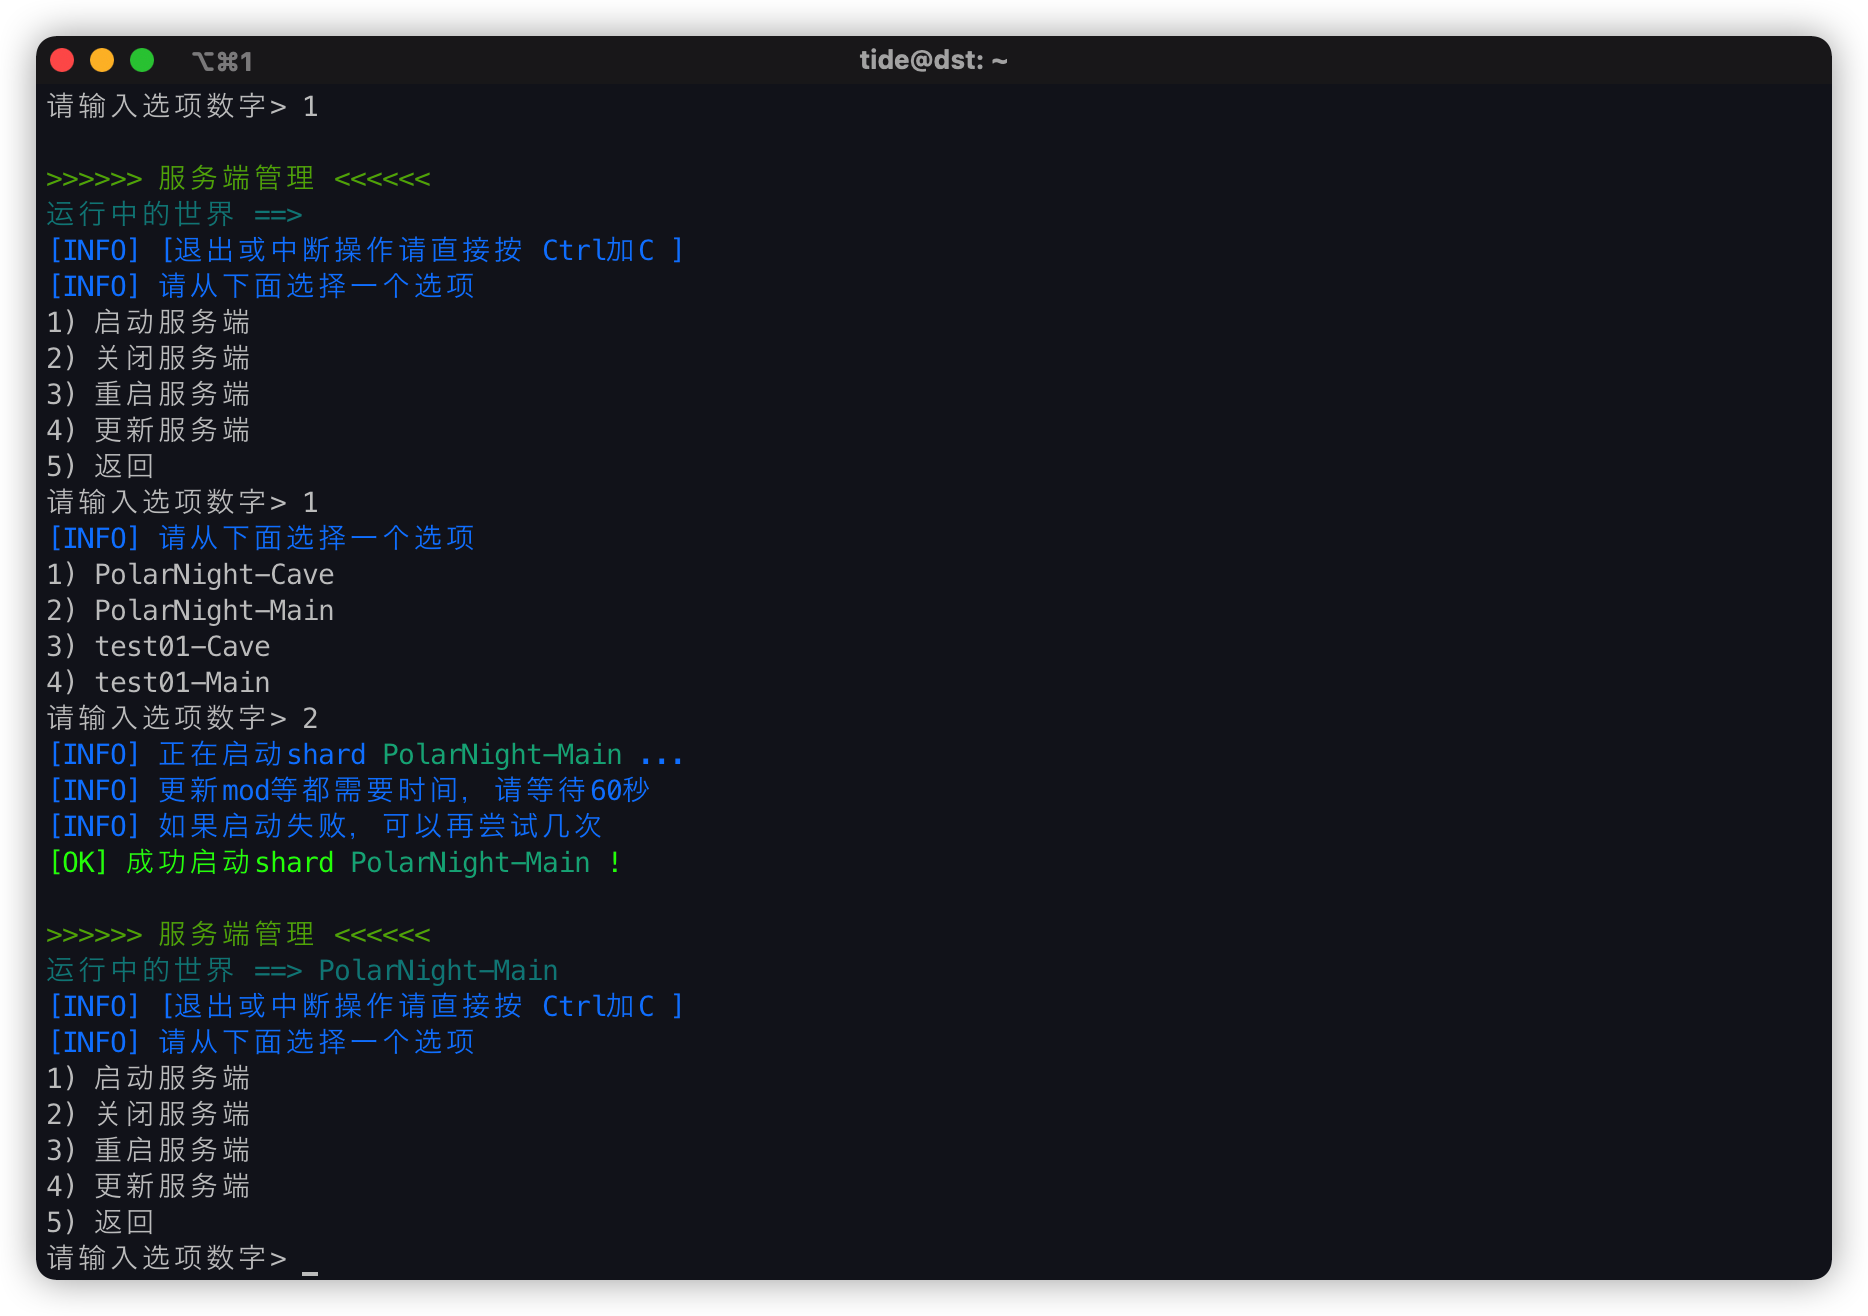 ⌥⌘1
tide@dst: ~
请输入选项数字> 1
>>>>>> 服务端管理 <<<<<<
运行中的世界 ==>
[INFO] [退出或中断操作请直接按 Ctrl加C ]
[INFO] 请从下面选择一个选项
1) 启动服务端
2) 关闭服务端
3) 重启服务端
4) 更新服务端
5) 返回
请输入选项数字> 1
[INFO] 请从下面选择一个选项
1) PolarNight-Cave
2) PolarNight-Main
3) test01-Cave
4) test01-Main
请输入选项数字> 2
[INFO] 正在启动shard PolarNight-Main ...
[INFO] 更新mod等都需要时间, 请等待60秒
[INFO] 如果启动失败, 可以再尝试几次
[OK] 成功启动shard PolarNight-Main !
>>>>>> 服务端管理 <<<<<<
运行中的世界 ==> PolarNight-Main
[INFO] [退出或中断操作请直接按 Ctrl加C ]
[INFO] 请从下面选择一个选项
1) 启动服务端
2) 关闭服务端
3) 重启服务端
4) 更新服务端
5) 返回
请输入选项数字> _